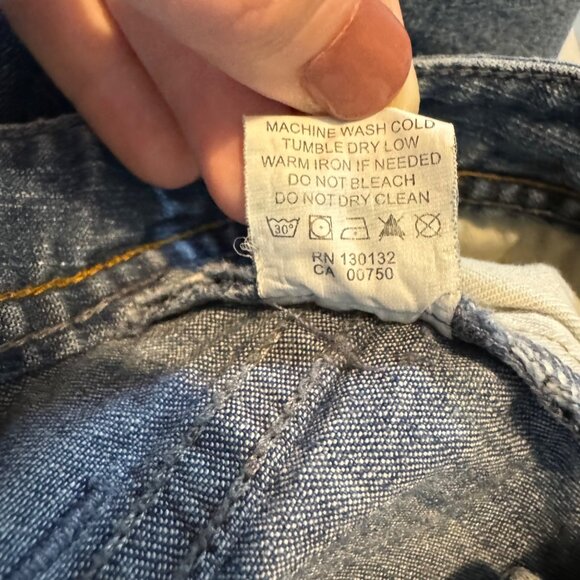 MACHINE WASH COLD
TUMBLE DRY LOW
WARM IRON IF NEEDED
DO NOT BLEACH
DO NOT DRY CLEAN
30°
RN 130132
CA 00750